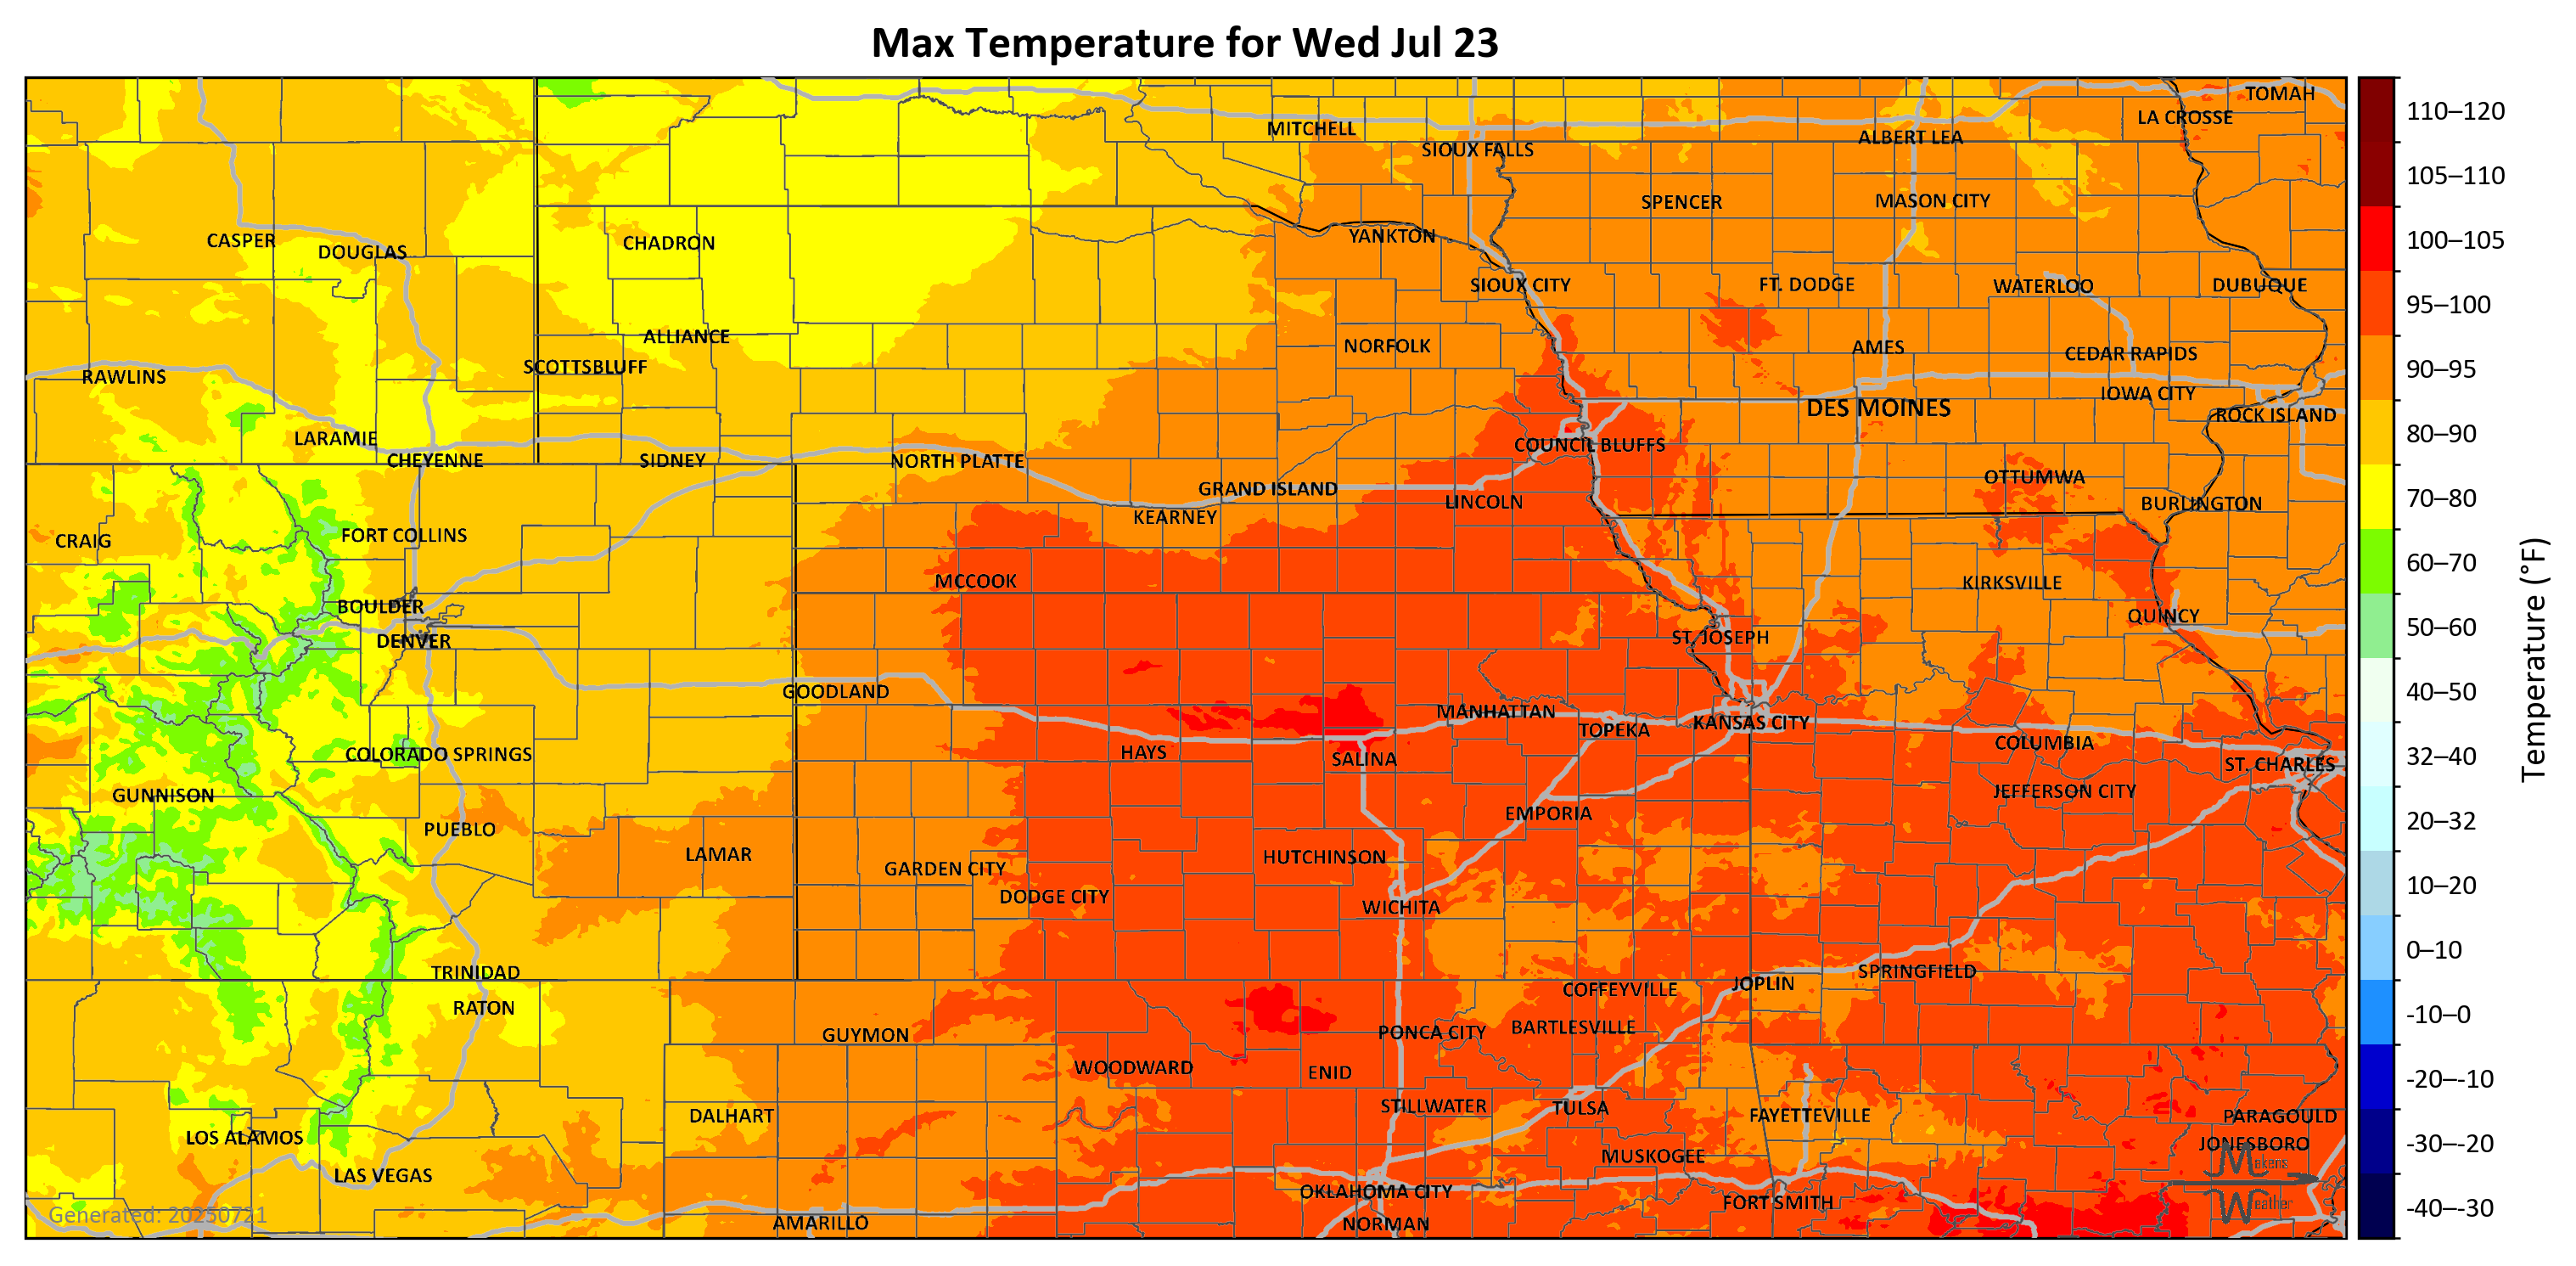 Max Temperature for Wed Jul 23
TOMAH
LA CROSSE
MITCHELL
ALBERT LEA
SIOUX FALLS
SPENCER
MASON CITY
YANKTON
CASPER
CHADRON
DOUGLAS
SIOUX CITY
FT. DODGE
WATERLOO
DUBUQUE
ALLIANCE
NORFOLK
AMES
CEDAR RAPIDS
SCOTTSBLUFF
RAWLINS
IOWA CITY
DES MOINES
ROCK ISLAND
LARAMIE
COUNCIL BLUFFS
CHEYENNE
SIDNEY
NORTH PLATTE
OTTUMWA
GRAND ISLAND
LINCOLN
BURLINGTON
KEARNEY
FORT COLLINS
CRAIG
MCCOOK
KIRKSVILLE
BOULDER
QUINCY
DENVER
ST. JOSEPH
GOODLAND
MANHATTAN
KANSAS CITY
TOPEKA
COLUMBIA
COLORADO SPRINGS
HAYS
SALINA
ST. CHARLES
GUNNISON
JEFFERSON CITY
EMPORIA
PUEBLO
LAMAR
HUTCHINSON
GARDEN CITY
DODGE CITY
WICHITA
TRINIDAD
SPRINGFIELD
JOPLIN
COFFEYVILLE
RATON
BARTLESVILLE
PONCA CITY
GUYMON
WOODWARD
ENID
STILLWATER
TULSA
DALHART
FAYETTEVILLE
PARAGOULD
LOS ALAMOS
JONESBORO
MUSKOGEE
LAS VEGAS
OKLAHOMA CITY
FORT SMITH
AMARILLO
NORMAN
Makens
Weather
Generated: 20250721
110–120
105–110
100–105
95–100
90–95
80–90
70–80
60–70
50–60
40–50
32–40
20–32
10–20
0–10
-10–0
-20–-10
-30–-20
-40–-30
Temperature (°F)